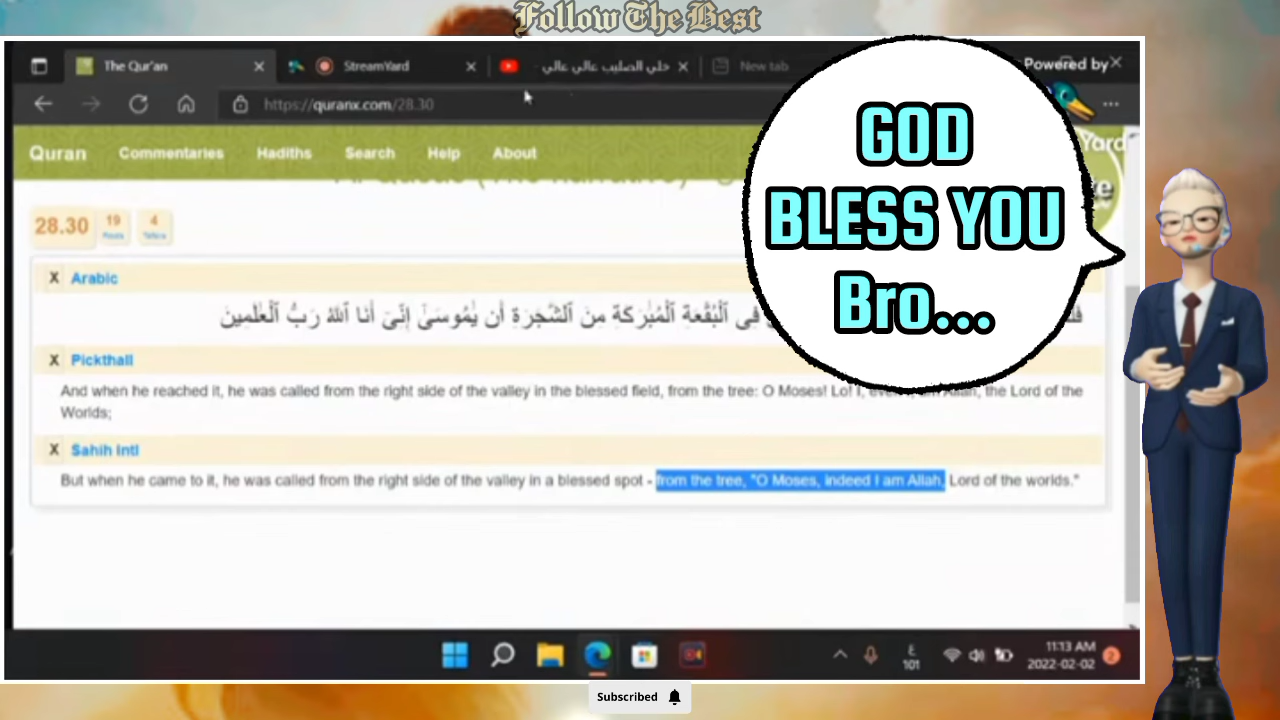 Follow The Best
The Qur'an
StreamYard
خلي الصليب عالي عالي
New tab
Powered by
https://quranx.com/28.30
Yard
Quran Commentaries Hadiths Search Help About
28.30 19 4
X Arabic
فِى ٱلْبُقْعَةِ ٱلْمُبَٰرَكَةِ مِنَ ٱلشَّجَرَةِ أَن يَٰمُوسَىٰٓ إِنِّىٓ أَنَا ٱللَّهُ رَبُّ ٱلْعَٰلَمِينَ
X Pickthall
And when he reached it, he was called from the right side of the valley in the blessed field, from the tree: O Moses! Lo! I, the Lord of the
Worlds;
X Sahih Intl
But when he came to it, he was called from the right side of the valley in a blessed spot - from the tree, "O Moses, indeed I am Allah, Lord of the worlds."
GOD
BLESS YOU
Bro...
ع
101
11:13 AM
2022-02-02
2
Subscribed